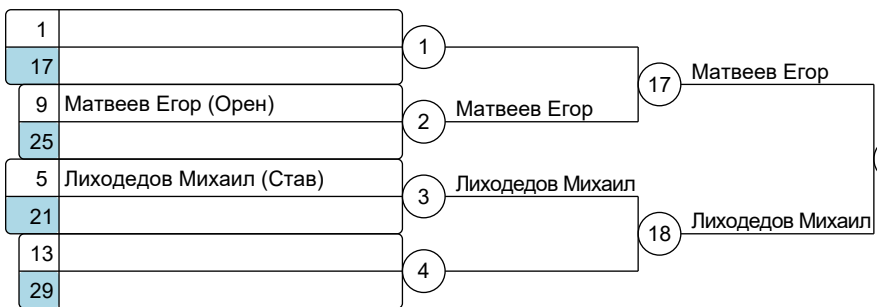 1
17
9 Матвеев Егор (Орен)
25
5 Лиходедов Михаил (Став)
21
13
29
1
2 Матвеев Егор
3 Лиходедов Михаил
4
17 Матвеев Егор
18 Лиходедов Михаил